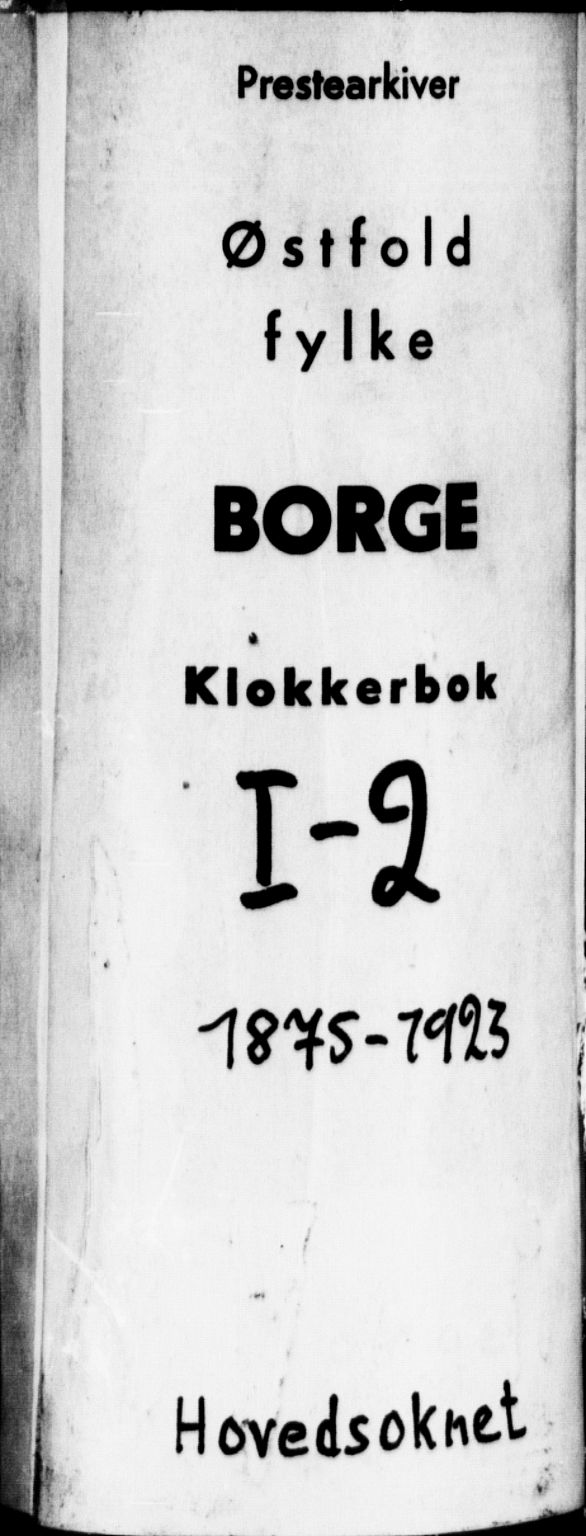 Prestearkiver
Østfold
fylke
BORGE
Klokkerbok
I-2
1875-1923
Hovedsoknet